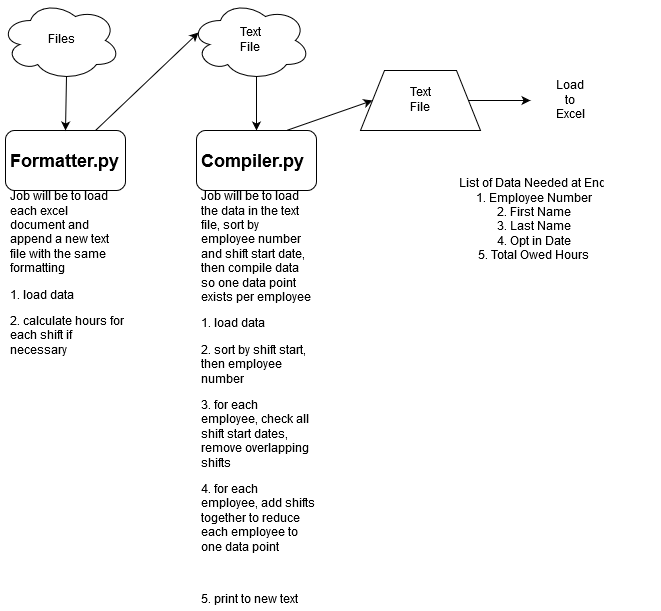 Files
Text
File
Text
File
Load
to
Excel
Formatter.py
Job will be to load
each excel
document and
append a new text
file with the same
formatting
1. load data
2. calculate hours for
each shift if
necessary
Compiler.py
Job will be to load
the data in the text
file, sort by
employee number
and shift start date,
then compile data
so one data point
exists per employee
1. load data
2. sort by shift start,
then employee
number
3. for each
employee, check all
shift start dates,
remove overlapping
shifts
4. for each
employee, add shifts
together to reduce
each employee to
one data point
5. print to new text
List of Data Needed at End
1. Employee Number
2. First Name
3. Last Name
4. Opt in Date
5. Total Owed Hours